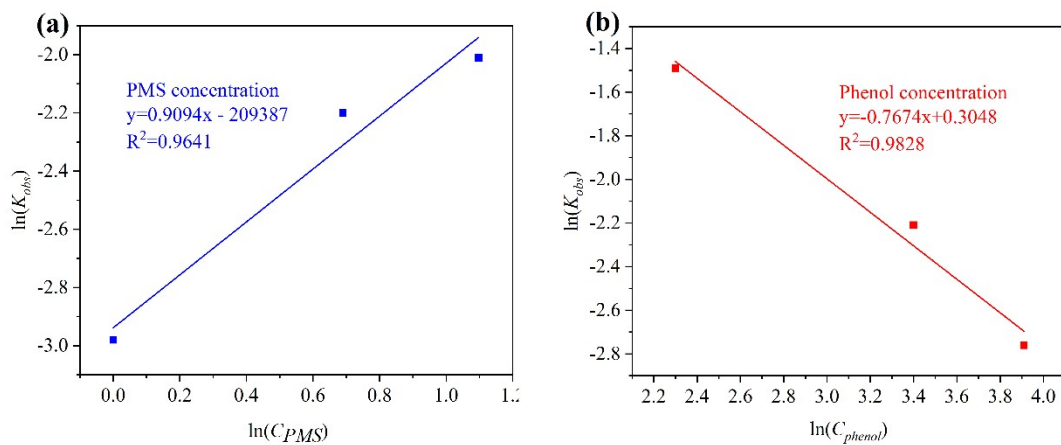 (a)
PMS concentration
y=0.9094x - 209387
R²=0.9641
ln(K_obs)
-2.0
-2.2
-2.4
-2.6
-2.8
-3.0
0.0 0.2 0.4 0.6 0.8 1.0
ln(C_PMS)
(b)
Phenol concentration
y=-0.7674x+0.3048
R²=0.9828
ln(K_obs)
-1.4
-1.6
-1.8
-2.0
-2.2
-2.4
-2.6
-2.8
2.2 2.4 2.6 2.8 3.0 3.2 3.4 3.6 3.8 4.0
ln(C_phenol)